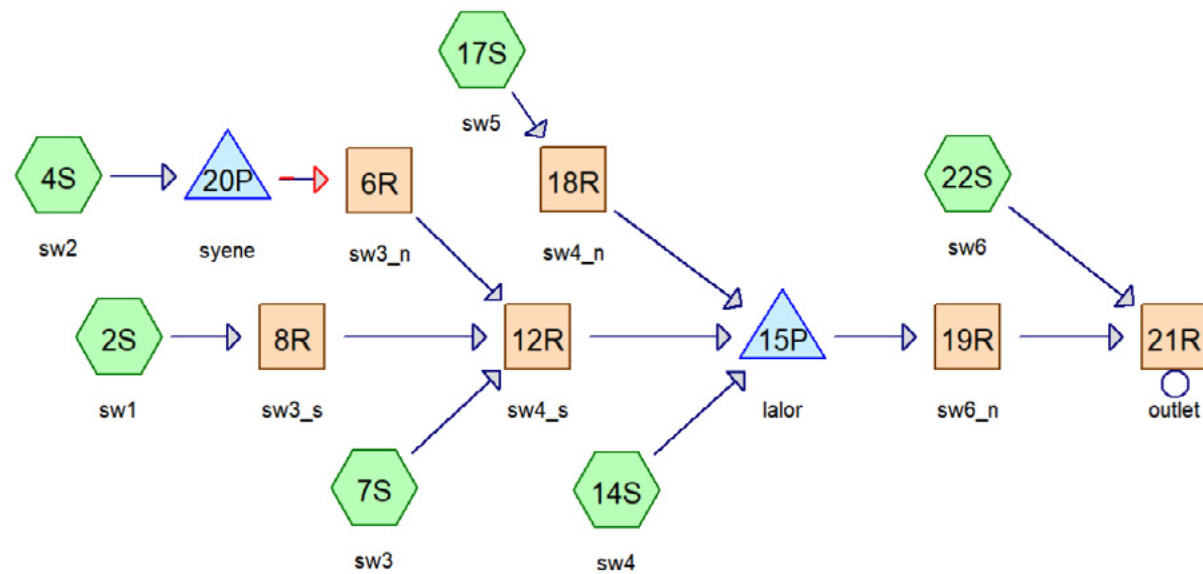 17S
sw5
4S
20P
6R
18R
22S
sw2
syene
sw3_n
sw4_n
sw6
2S
8R
12R
15P
19R
21R
sw1
sw3_s
sw4_s
lalor
sw6_n
outlet
7S
14S
sw3
sw4